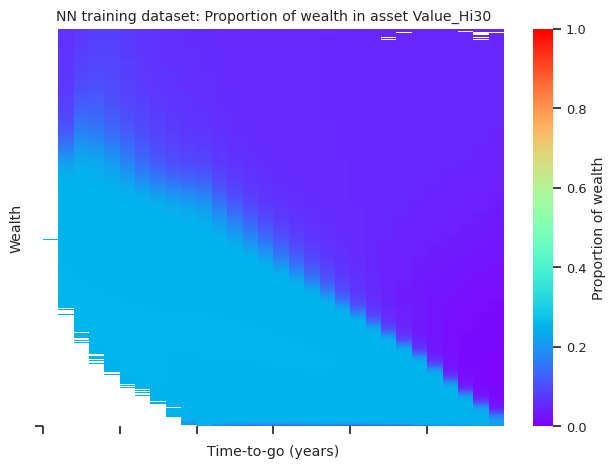 NN training dataset: Proportion of wealth in asset Value_Hi30
Wealth
Time-to-go (years)
1.0
0.8
0.6
0.4
0.2
0.0
Proportion of wealth